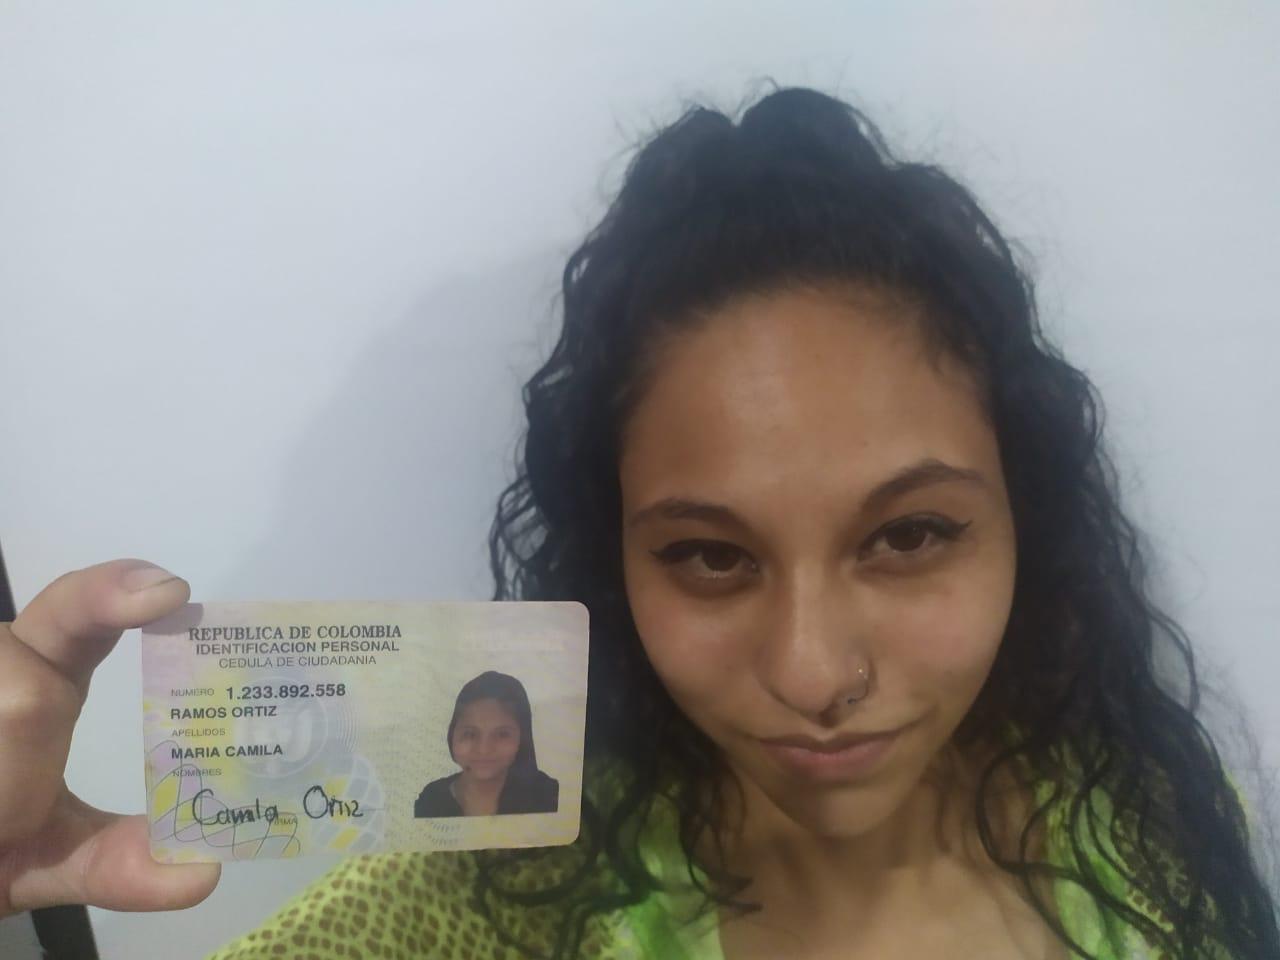 REPUBLICA DE COLOMBIA
IDENTIFICACION PERSONAL
CEDULA DE CIUDADANIA
NUMERO 1.233.892.558
RAMOS ORTIZ
APELLIDOS
MARIA CAMILA
NOMBRES
Camila Ortiz
FIRMA